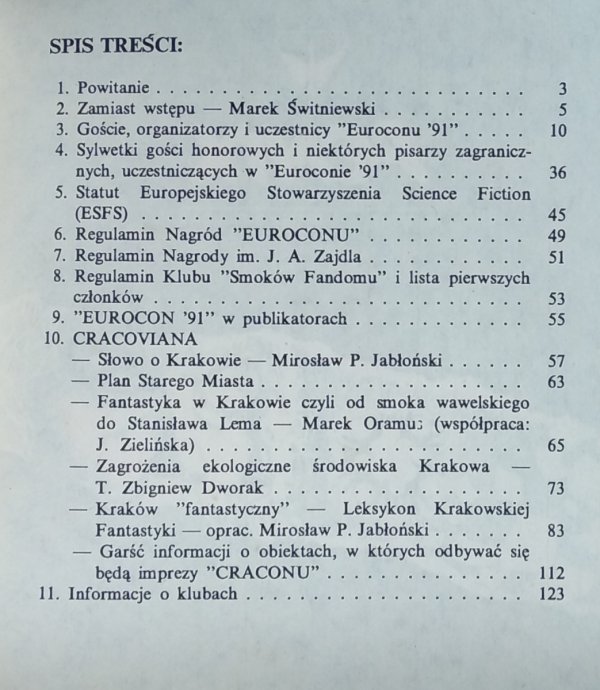 SPIS TREŚCI:
1. Powitanie . . . . . . . . . . . . . . . . . . . . . . . . . . . . 3
2. Zamiast wstępu — Marek Świtniewski . . . . . . . . . . 5
3. Goście, organizatorzy i uczestnicy "Euroconu '91" . . . . . 10
4. Sylwetki gości honorowych i niektórych pisarzy zagranicz-
nych, uczestniczących w "Euroconie '91" . . . . . . . . . 36
5. Statut Europejskiego Stowarzyszenia Science Fiction
(ESFS) . . . . . . . . . . . . . . . . . . . . . . . . . . . . 45
6. Regulamin Nagród "EUROCONU" . . . . . . . . . . . 49
7. Regulamin Nagrody im. J. A. Zajdla . . . . . . . . . . . 51
8. Regulamin Klubu "Smoków Fandomu" i lista pierwszych
członków . . . . . . . . . . . . . . . . . . . . . . . . . . . 53
9. "EUROCON '91" w publikatorach . . . . . . . . . . . . 55
10. CRACOVIANA
— Słowo o Krakowie — Mirosław P. Jabłoński . . . . . . 57
— Plan Starego Miasta . . . . . . . . . . . . . . . . . . . 63
— Fantastyka w Krakowie czyli od smoka wawelskiego
do Stanisława Lema — Marek Oramus (współpraca:
J. Zielińska) . . . . . . . . . . . . . . . . . . . . . . . 65
— Zagrożenia ekologiczne środowiska Krakowa —
T. Zbigniew Dworak . . . . . . . . . . . . . . . . . . 73
— Kraków "fantastyczny" — Leksykon Krakowskiej
Fantastyki — oprac. Mirosław P. Jabłoński . . . . . . . 83
— Garść informacji o obiektach, w których odbywać się
będą imprezy "CRACONU" . . . . . . . . . . . . . . 112
11. Informacje o klubach . . . . . . . . . . . . . . . . . . . . 123